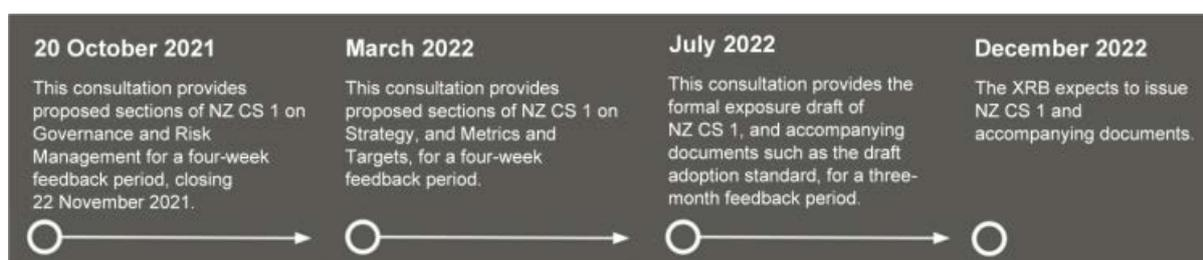 20 October 2021
This consultation provides
proposed sections of NZ CS 1 on
Governance and Risk
Management for a four-week
feedback period, closing
22 November 2021.
March 2022
This consultation provides
proposed sections of NZ CS 1 on
Strategy, and Metrics and
Targets, for a four-week
feedback period.
July 2022
This consultation provides the
formal exposure draft of
NZ CS 1, and accompanying
documents such as the draft
adoption standard, for a three-
month feedback period.
December 2022
The XRB expects to issue
NZ CS 1 and
accompanying documents.